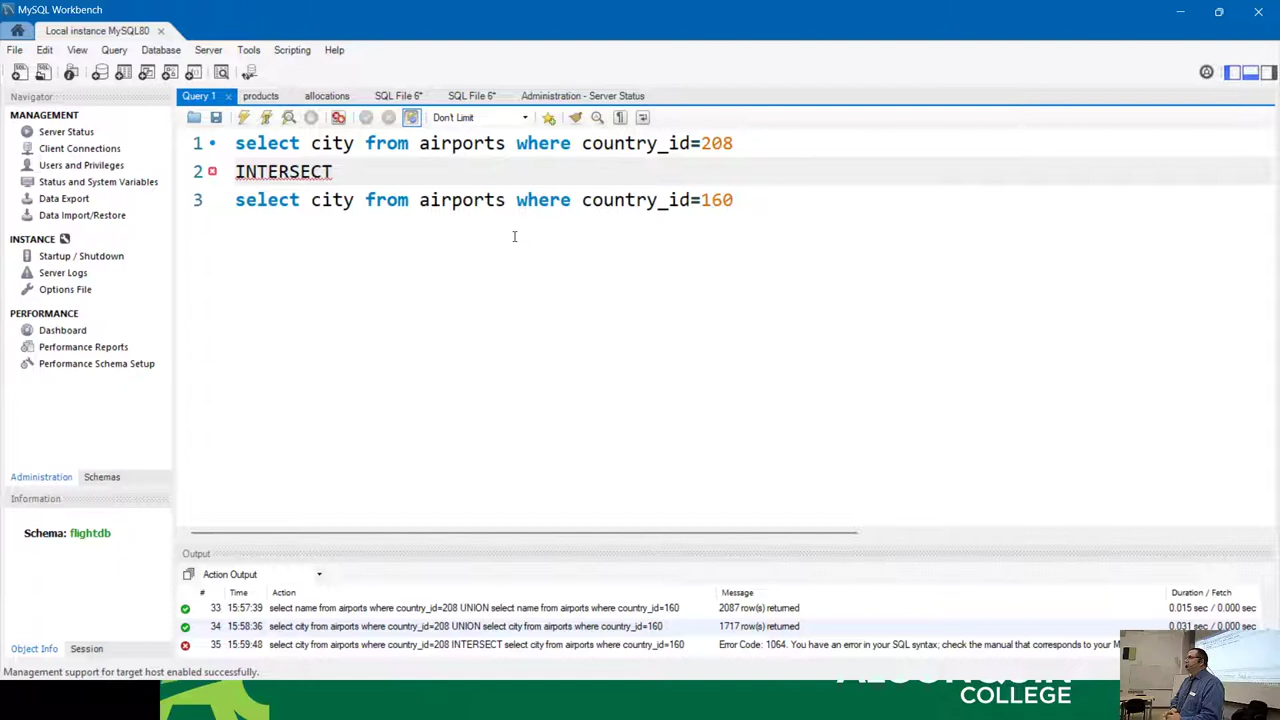 MySQL Workbench
Local instance MySQL80
File Edit View Query Database Server Tools Scripting Help
Navigator
Query 1 products allocations SQL File 6* SQL File 6* Administration - Server Status
MANAGEMENT
Server Status
Client Connections
Users and Privileges
Status and System Variables
Data Export
Data Import/Restore
INSTANCE
Startup / Shutdown
Server Logs
Options File
PERFORMANCE
Dashboard
Performance Reports
Performance Schema Setup
Administration Schemas
Information
Schema: flightdb
Object Info Session
Don't Limit
1 select city from airports where country_id=208
2 INTERSECT
3 select city from airports where country_id=160
Output
Action Output
# Time Action Message Duration / Fetch
33 15:57:39 select name from airports where country_id=208 UNION select name from airports where country_id=160 2087 row(s) returned 0.015 sec / 0.000 sec
34 15:58:36 select city from airports where country_id=208 UNION select city from airports where country_id=160 1717 row(s) returned 0.031 sec / 0.000 sec
35 15:59:48 select city from airports where country_id=208 INTERSECT select city from airports where country_id=160 Error Code: 1064. You have an error in your SQL syntax; check the manual that corresponds to your M
Management support for target host enabled successfully.
COLLEGE